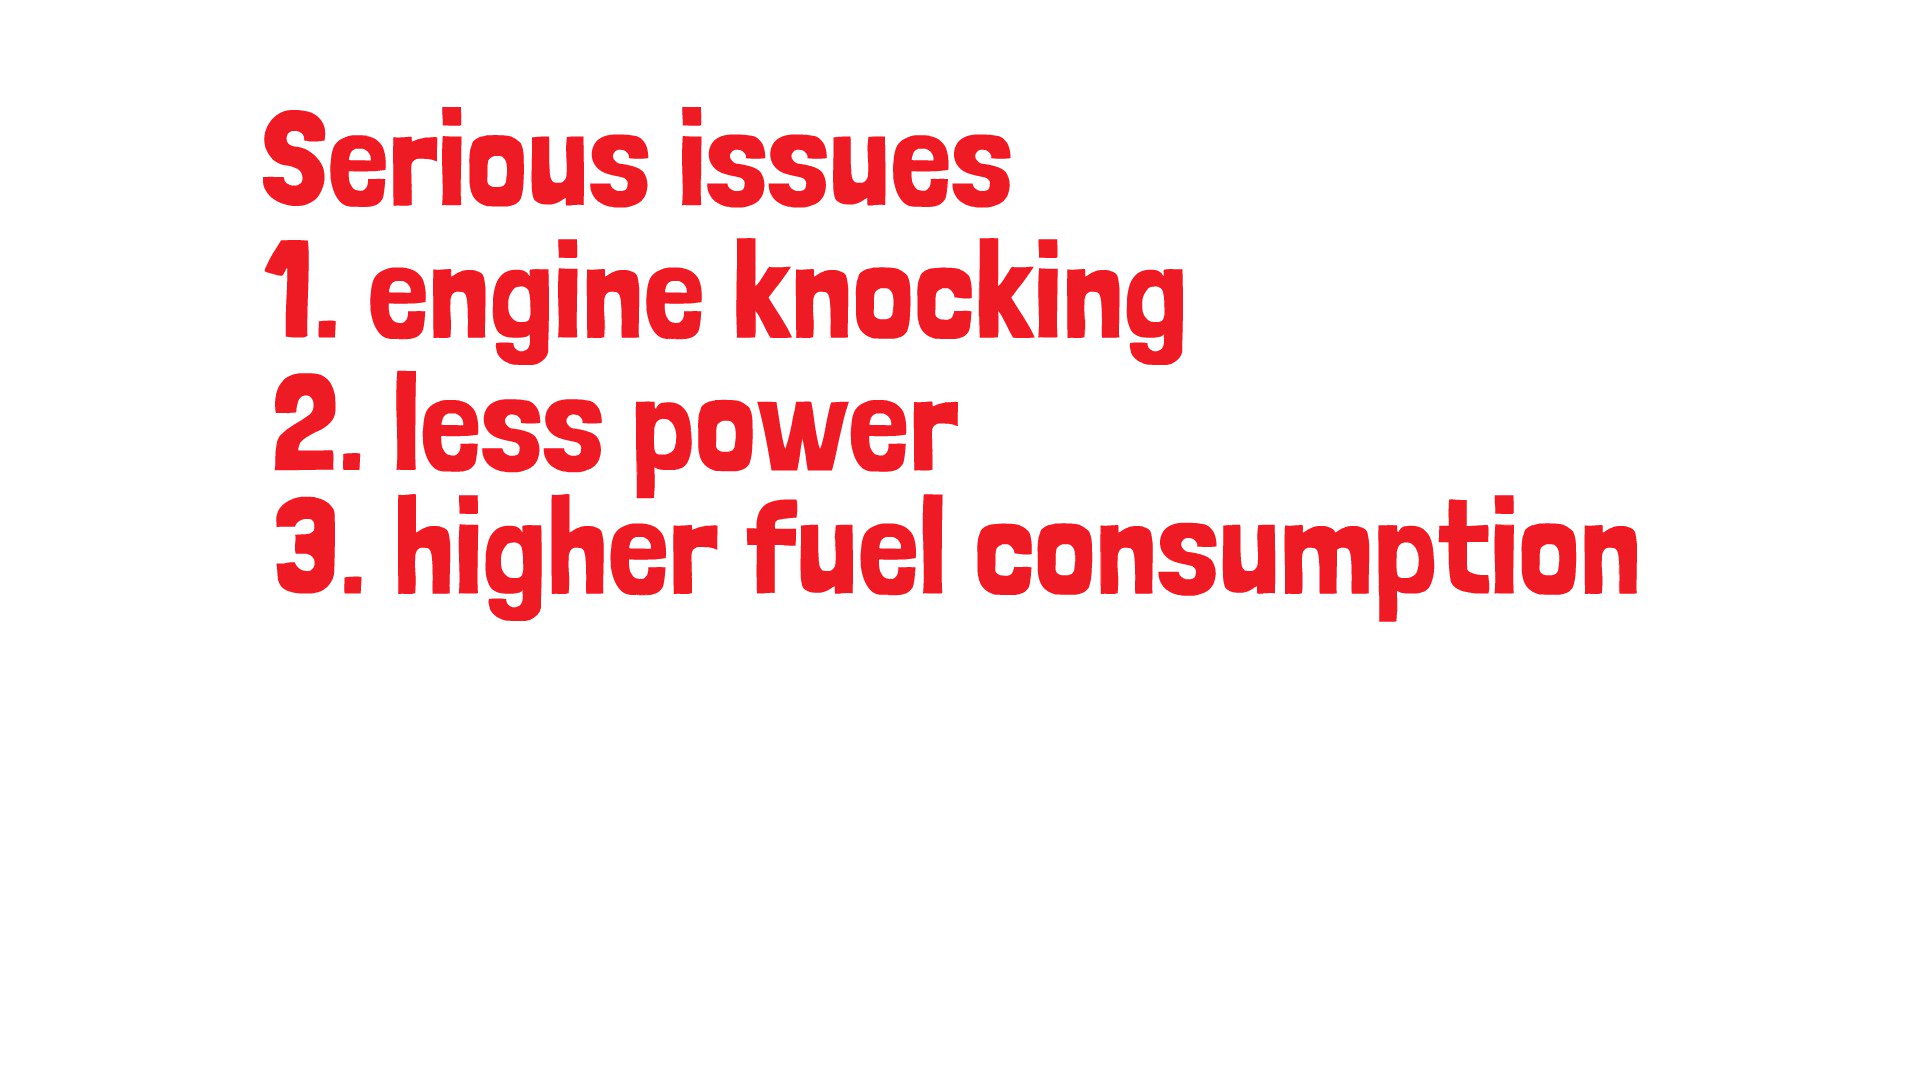 Serious issues
1. engine knocking
2. less power
3. higher fuel consumption